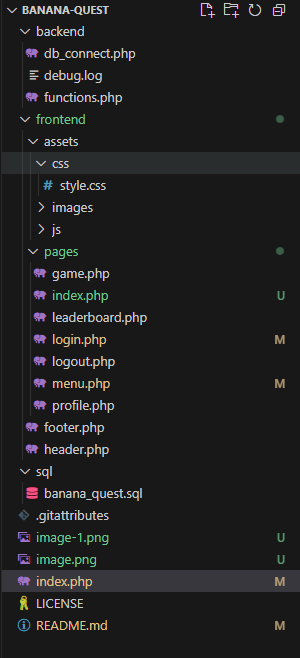 BANANA-QUEST
backend
db_connect.php
debug.log
functions.php
frontend
assets
css
# style.css
images
js
pages
game.php
index.php U
leaderboard.php
login.php M
logout.php
menu.php M
profile.php
footer.php
header.php
sql
banana_quest.sql
.gitattributes
image-1.png U
image.png U
index.php M
LICENSE
README.md M